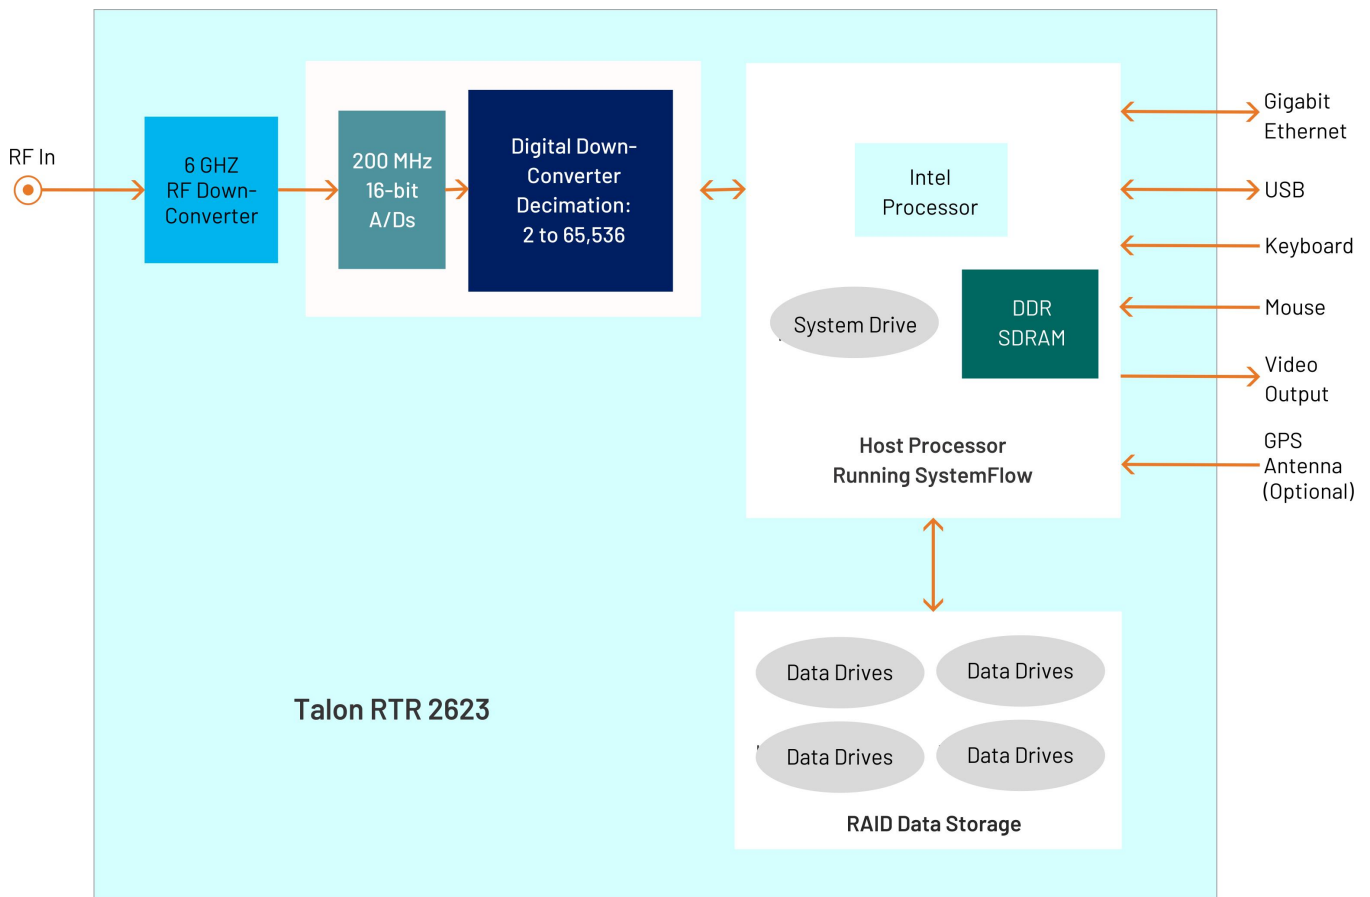 RF In
6 GHZ
RF Down-
Converter
200 MHz
16-bit
A/Ds
Digital Down-
Converter
Decimation:
2 to 65,536
Intel
Processor
System Drive
DDR
SDRAM
Host Processor
Running SystemFlow
Gigabit
Ethernet
USB
Keyboard
Mouse
Video
Output
GPS
Antenna
(Optional)
Data Drives
Data Drives
Data Drives
Data Drives
RAID Data Storage
Talon RTR 2623